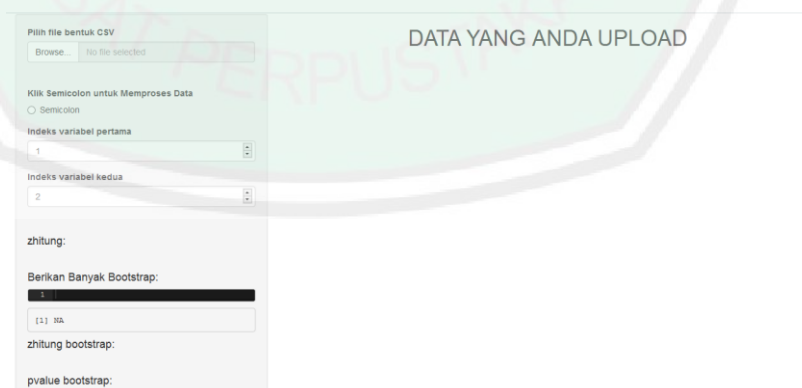 Pilih file bentuk CSV
Browse... No file selected
DATA YANG ANDA UPLOAD
Klik Semicolon untuk Memproses Data
Semicolon
Indeks variabel pertama
1
Indeks variabel kedua
2
zhitung:
Berikan Banyak Bootstrap:
1
[1] NA
zhitung bootstrap:
pvalue bootstrap:
PERPUSTAK